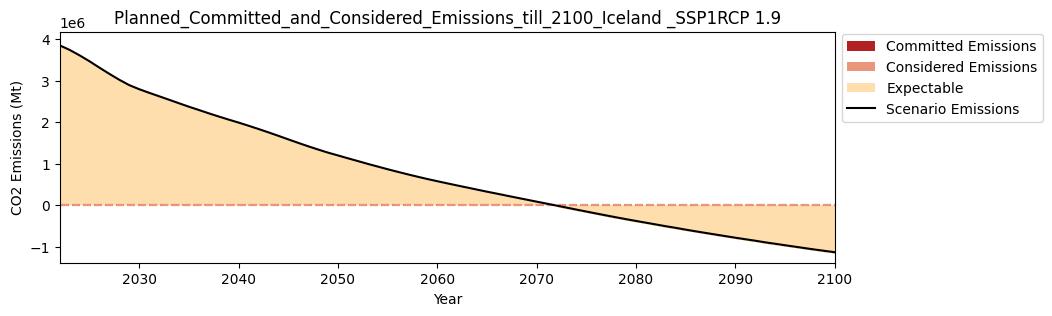 Planned_Committed_and_Considered_Emissions_till_2100_Iceland _SSP1RCP 1.9
1e6
4
3
2
1
0
−1
CO2 Emissions (Mt)
2030 2040 2050 2060 2070 2080 2090 2100
Year
Committed Emissions
Considered Emissions
Expectable
Scenario Emissions